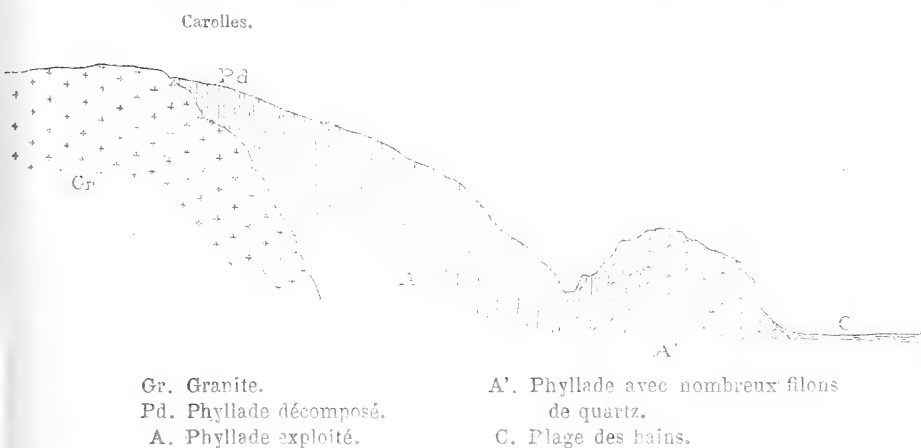 Carolles.
Pd
Gr
A
C
A'
Gr. Granite.
Pd. Phyllade décomposé.
A. Phyllade exploité.
A'. Phyllade avec nombreux filons
de quartz.
C. Plage des bains.